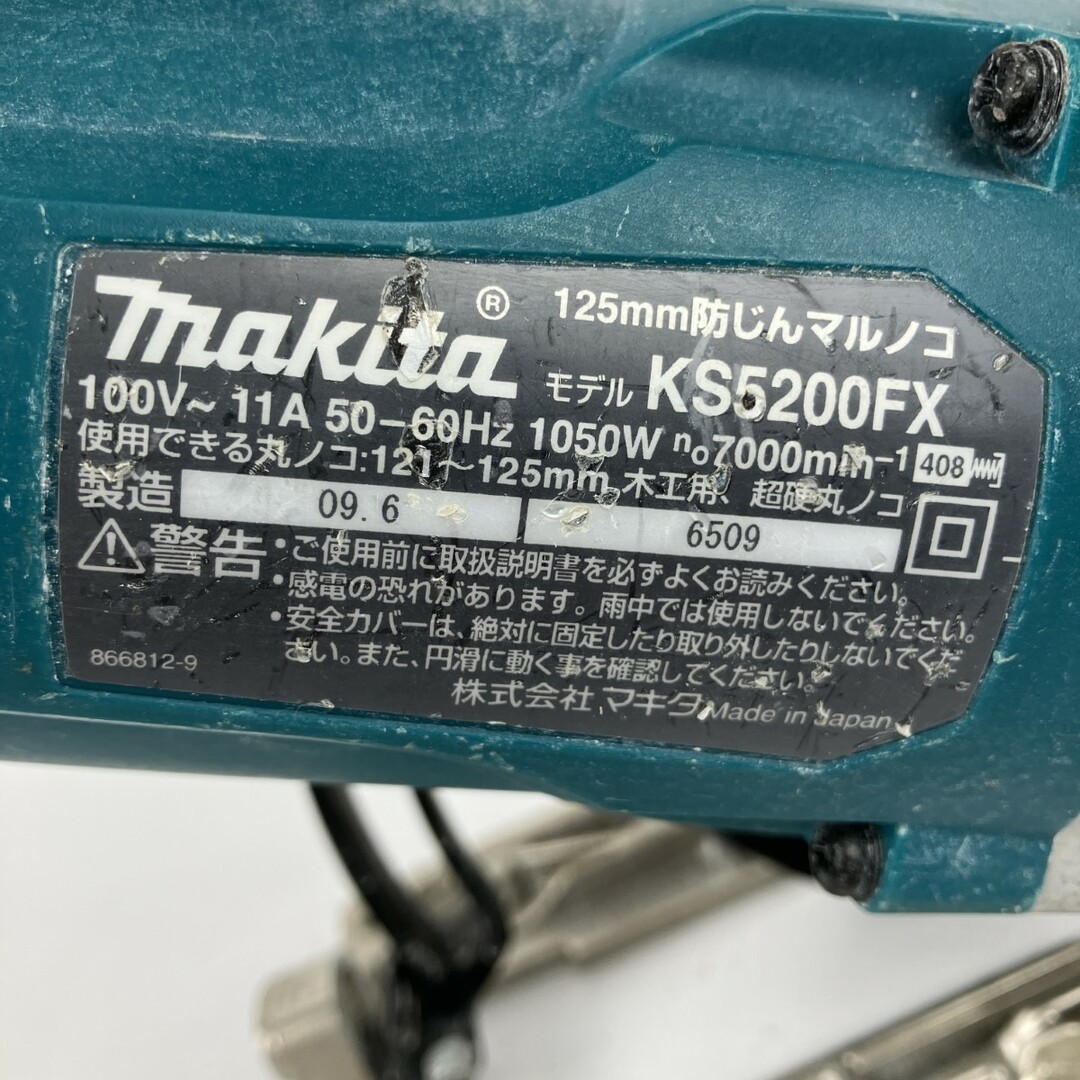 makita ® 125mm防じんマルノコ
モデル KS5200FX
100V～ 11A 50－60Hz 1050W n₀7000min⁻¹ 408
使用できる丸ノコ:121～125mm 木工用、超硬丸ノコ
製造 09.6 6509
警告 ・ご使用前に取扱説明書を必ずよくお読みください。
・感電の恐れがあります。雨中では使用しないでください。
・安全カバーは、絶対に固定したり取り外したりしないでくだ
さい。また、円滑に動く事を確認してください。
866812-9
株式会社 マキタ Made in Japan